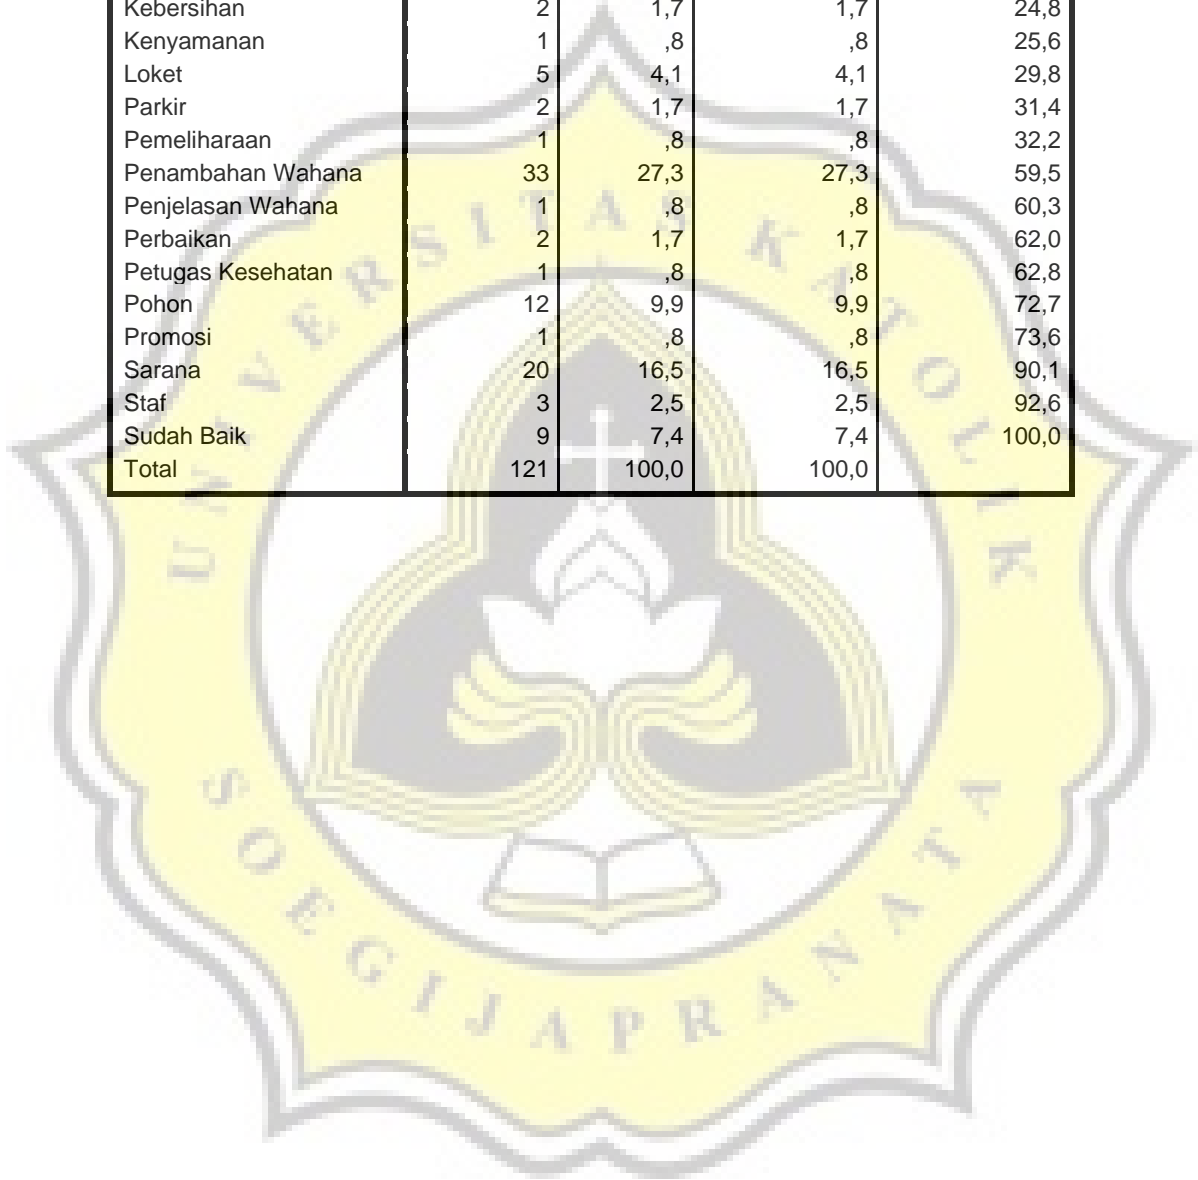 Kebersihan 2 1,7 1,7 24,8
Kenyamanan 1 ,8 ,8 25,6
Loket 5 4,1 4,1 29,8
Parkir 2 1,7 1,7 31,4
Pemeliharaan 1 ,8 ,8 32,2
Penambahan Wahana 33 27,3 27,3 59,5
Penjelasan Wahana 1 ,8 ,8 60,3
Perbaikan 2 1,7 1,7 62,0
Petugas Kesehatan 1 ,8 ,8 62,8
Pohon 12 9,9 9,9 72,7
Promosi 1 ,8 ,8 73,6
Sarana 20 16,5 16,5 90,1
Staf 3 2,5 2,5 92,6
Sudah Baik 9 7,4 7,4 100,0
Total 121 100,0 100,0
UNIVERSITAS KATOLIK
SOEGIJAPRANATA